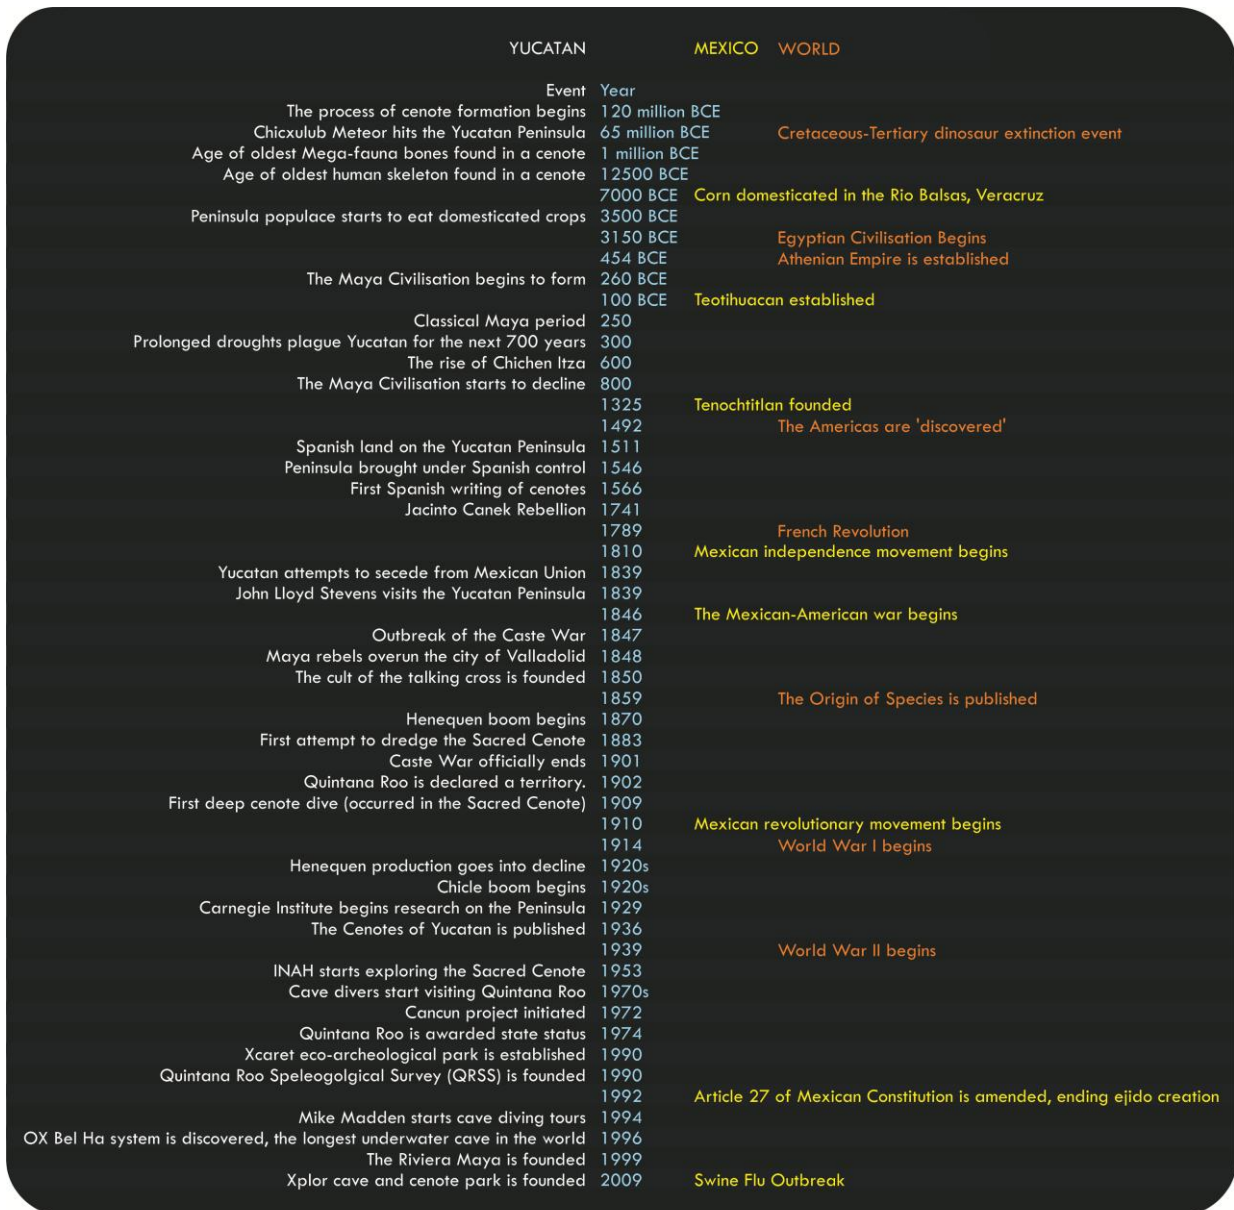 YUCATAN MEXICO WORLD
Event Year
The process of cenote formation begins 120 million BCE
Chicxulub Meteor hits the Yucatan Peninsula 65 million BCE Cretaceous-Tertiary dinosaur extinction event
Age of oldest Mega-fauna bones found in a cenote 1 million BCE
Age of oldest human skeleton found in a cenote 12500 BCE
7000 BCE Corn domesticated in the Rio Balsas, Veracruz
Peninsula populace starts to eat domesticated crops 3500 BCE
3150 BCE Egyptian Civilisation Begins
454 BCE Athenian Empire is established
The Maya Civilisation begins to form 260 BCE
100 BCE Teotihuacan established
Classical Maya period 250
Prolonged droughts plague Yucatan for the next 700 years 300
The rise of Chichen Itza 600
The Maya Civilisation starts to decline 800
1325 Tenochtitlan founded
1492 The Americas are 'discovered'
Spanish land on the Yucatan Peninsula 1511
Peninsula brought under Spanish control 1546
First Spanish writing of cenotes 1566
Jacinto Canek Rebellion 1741
1789 French Revolution
1810 Mexican independence movement begins
Yucatan attempts to secede from Mexican Union 1839
John Lloyd Stevens visits the Yucatan Peninsula 1839
1846 The Mexican-American war begins
Outbreak of the Caste War 1847
Maya rebels overun the city of Valladolid 1848
The cult of the talking cross is founded 1850
1859 The Origin of Species is published
Henequen boom begins 1870
First attempt to dredge the Sacred Cenote 1883
Caste War officially ends 1901
Quintana Roo is declared a territory. 1902
First deep cenote dive (occurred in the Sacred Cenote) 1909
1910 Mexican revolutionary movement begins
1914 World War I begins
Henequen production goes into decline 1920s
Chicle boom begins 1920s
Carnegie Institute begins research on the Peninsula 1929
The Cenotes of Yucatan is published 1936
1939 World War II begins
INAH starts exploring the Sacred Cenote 1953
Cave divers start visiting Quintana Roo 1970s
Cancun project initiated 1972
Quintana Roo is awarded state status 1974
Xcaret eco-archeological park is established 1990
Quintana Roo Speleogolgical Survey (QRSS) is founded 1990
1992 Article 27 of Mexican Constitution is amended, ending ejido creation
Mike Madden starts cave diving tours 1994
OX Bel Ha system is discovered, the longest underwater cave in the world 1996
The Riviera Maya is founded 1999
Xplor cave and cenote park is founded 2009 Swine Flu Outbreak